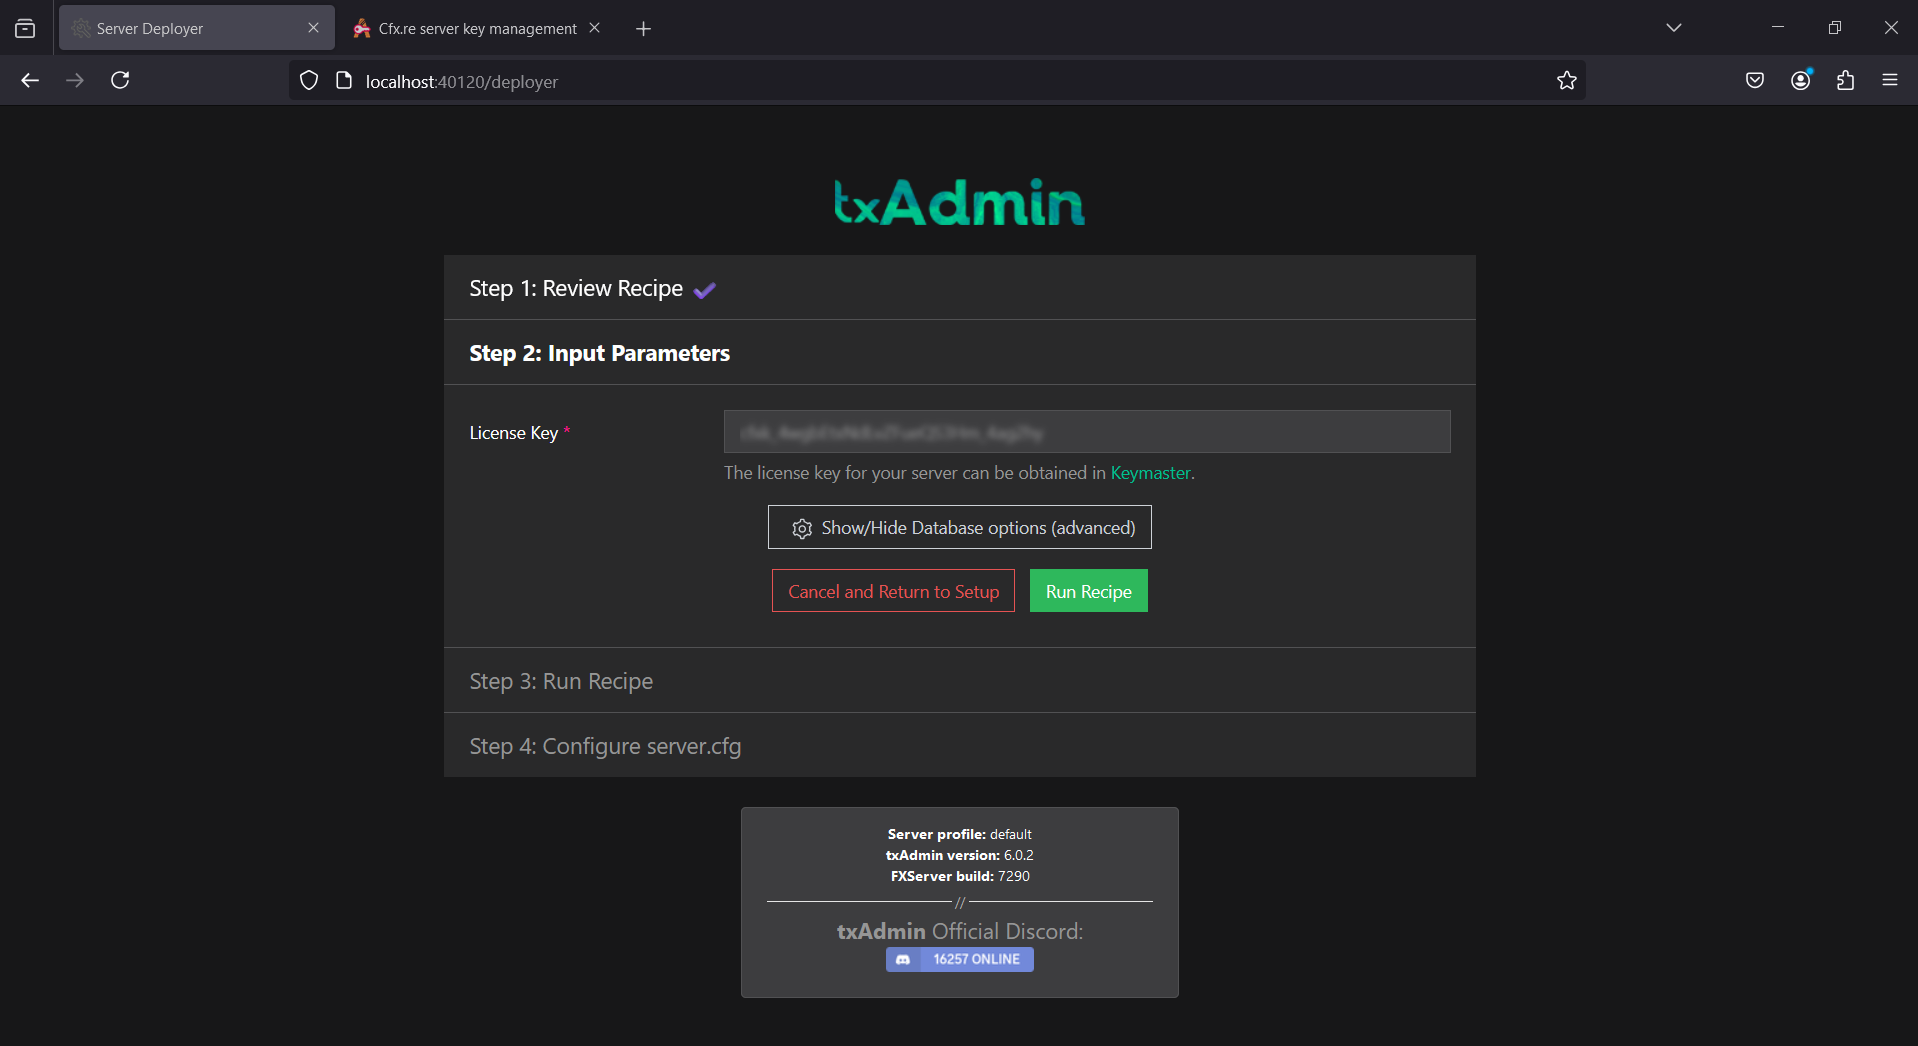 Server Deployer
Cfx.re server key management
localhost:40120/deployer
txAdmin
Step 1: Review Recipe
Step 2: Input Parameters
License Key *
The license key for your server can be obtained in Keymaster.
Show/Hide Database options (advanced)
Cancel and Return to Setup
Run Recipe
Step 3: Run Recipe
Step 4: Configure server.cfg
Server profile: default
txAdmin version: 6.0.2
FXServer build: 7290
//
txAdmin Official Discord:
16257 ONLINE